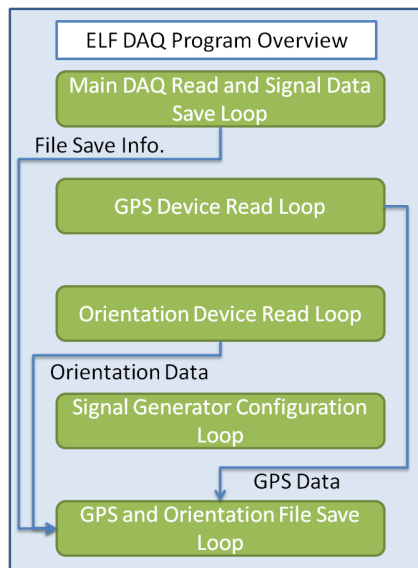 ELF DAQ Program Overview
Main DAQ Read and Signal Data
Save Loop
File Save Info.
GPS Device Read Loop
Orientation Device Read Loop
Orientation Data
Signal Generator Configuration
Loop
GPS Data
GPS and Orientation File Save
Loop